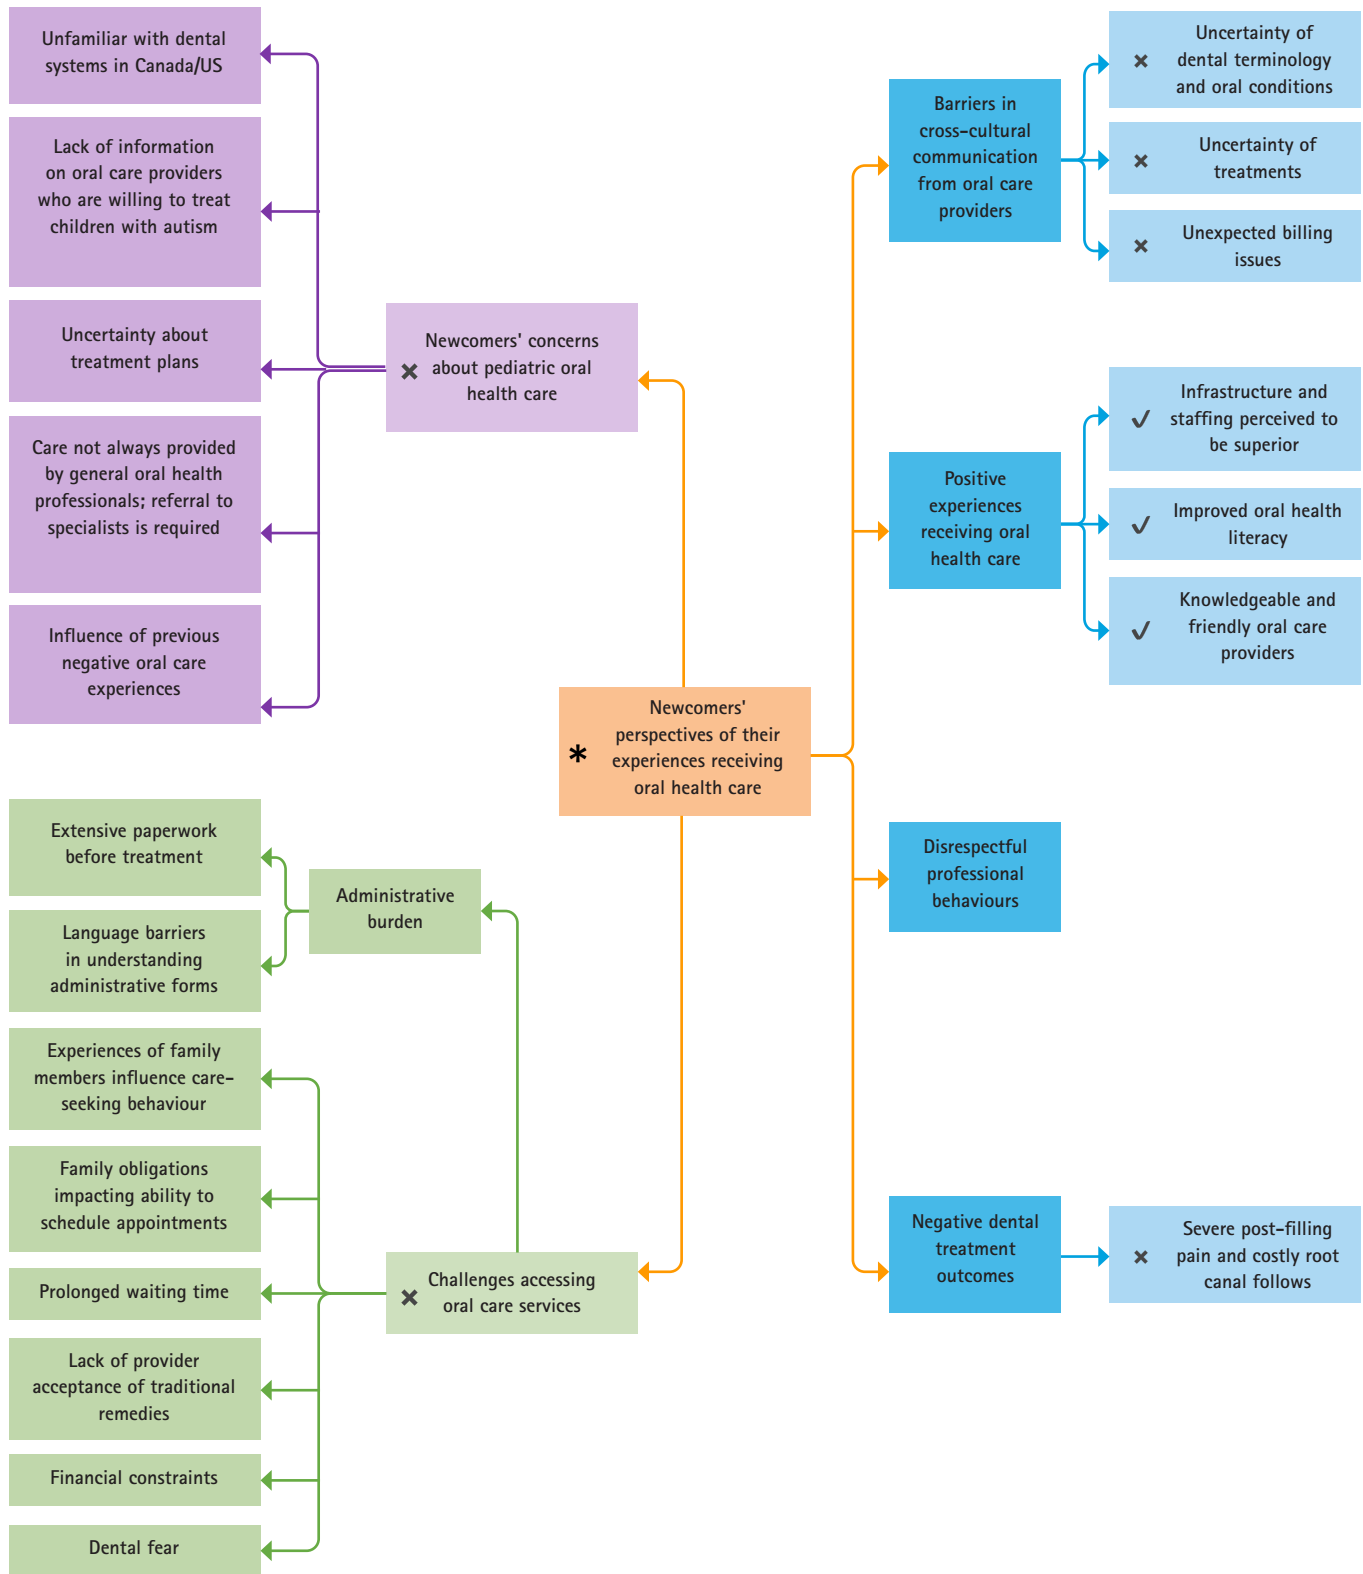 Unfamiliar with dental
systems in Canada/US
Lack of information
on oral care providers
who are willing to treat
children with autism
Uncertainty about
treatment plans
Care not always provided
by general oral health
professionals; referral to
specialists is required
Influence of previous
negative oral care
experiences
Newcomers' concerns
about pediatric oral
health care
Newcomers'
perspectives of their
experiences receiving
oral health care
Barriers in
cross-cultural
communication
from oral care
providers
Uncertainty of
dental terminology
and oral conditions
Uncertainty of
treatments
Unexpected billing
issues
Positive
experiences
receiving oral
health care
Infrastructure and
staffing perceived to
be superior
Improved oral health
literacy
Knowledgeable and
friendly oral care
providers
Disrespectful
professional
behaviours
Negative dental
treatment
outcomes
Severe post-filling
pain and costly root
canal follows
Extensive paperwork
before treatment
Language barriers
in understanding
administrative forms
Administrative
burden
Experiences of family
members influence care-
seeking behaviour
Family obligations
impacting ability to
schedule appointments
Prolonged waiting time
Lack of provider
acceptance of traditional
remedies
Financial constraints
Dental fear
Challenges accessing
oral care services